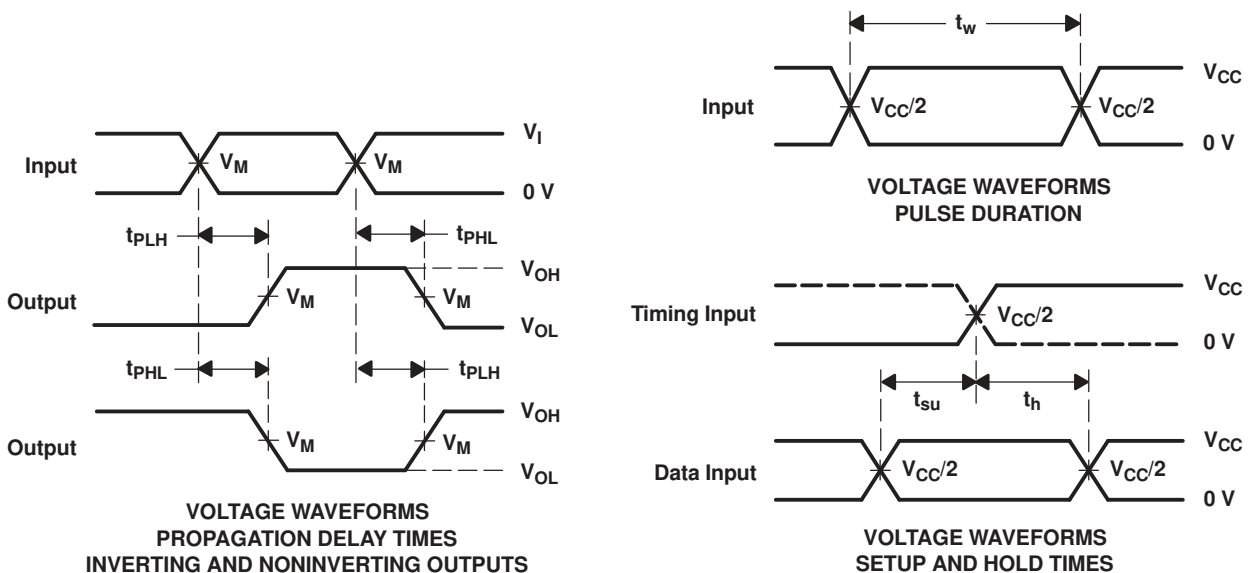 Input
V_M
V_M
V_I
0 V
t_PLH
t_PHL
Output
V_M
V_M
V_OH
V_OL
t_PHL
t_PLH
Output
V_M
V_M
V_OH
V_OL
VOLTAGE WAVEFORMS
PROPAGATION DELAY TIMES
INVERTING AND NONINVERTING OUTPUTS
t_w
Input
V_CC/2
V_CC/2
V_CC
0 V
VOLTAGE WAVEFORMS
PULSE DURATION
Timing Input
V_CC/2
V_CC
0 V
t_su
t_h
Data Input
V_CC/2
V_CC/2
V_CC
0 V
VOLTAGE WAVEFORMS
SETUP AND HOLD TIMES